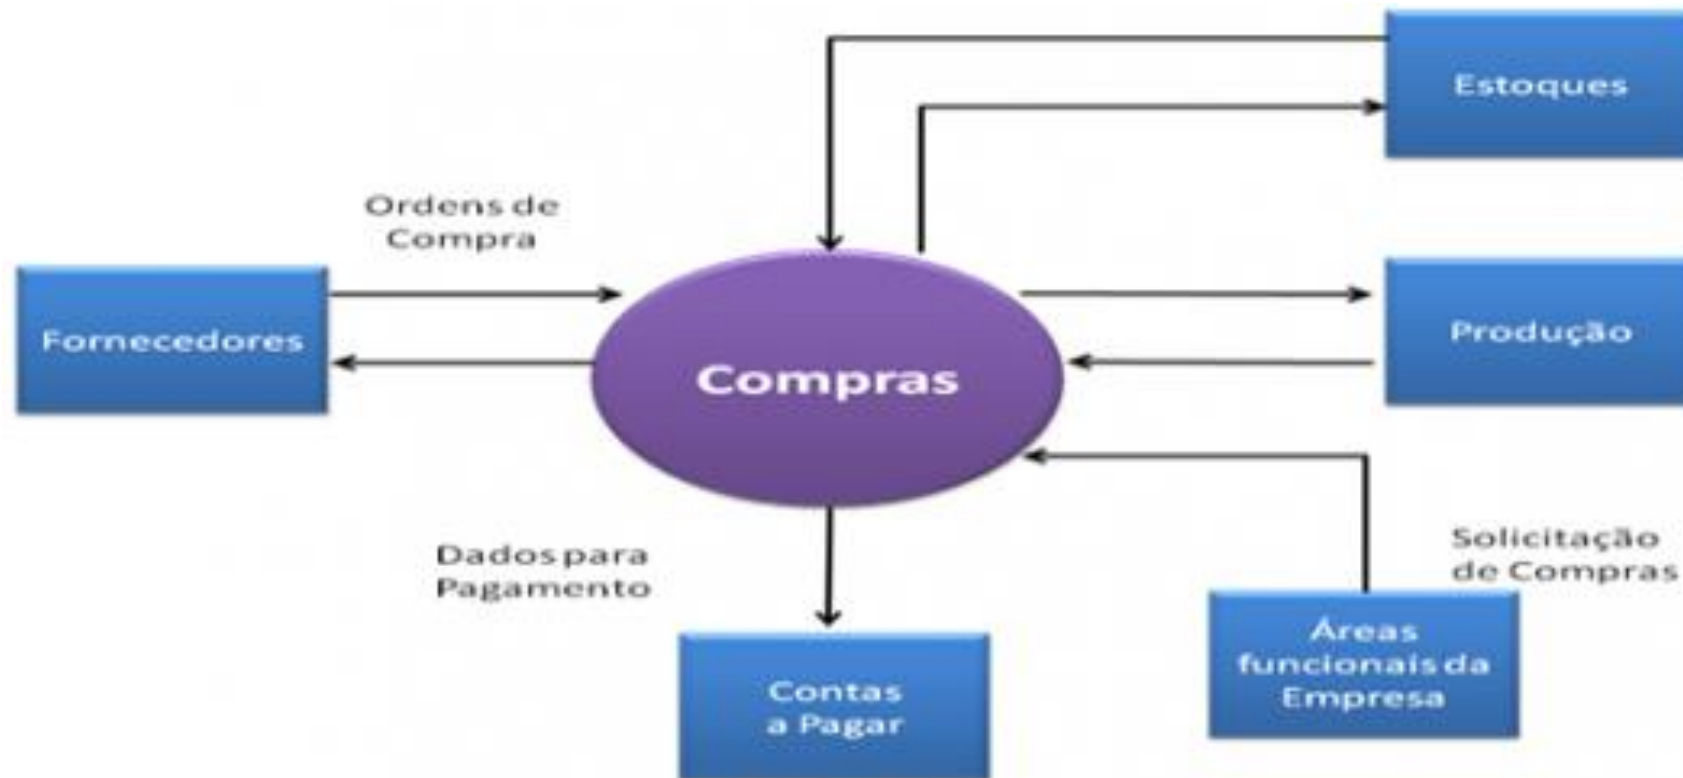 Estoques
Ordens de
Compra
Fornecedores
Produção
Compras
Dados para
Pagamento
Solicitação
de Compras
Áreas
funcionais da
Empresa
Contas
a Pagar